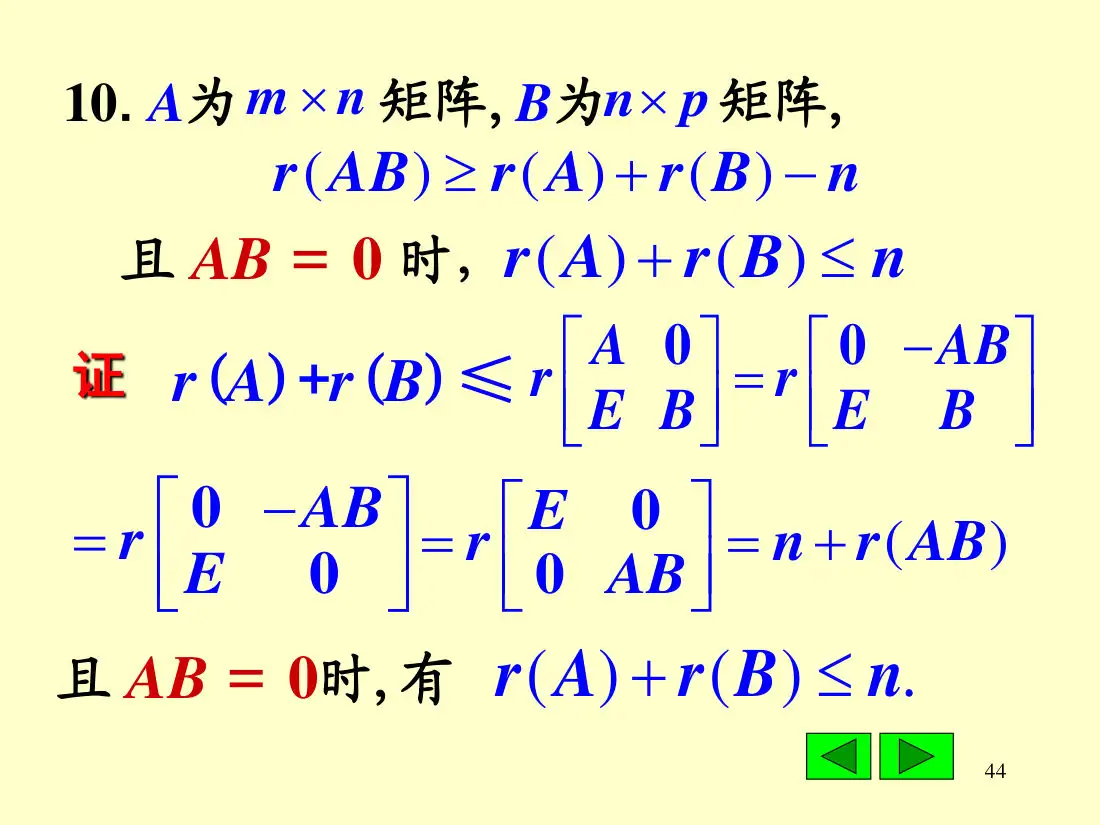 10. A为 m × n 矩阵, B为n × p 矩阵,
r(AB) ≥ r(A) + r(B) − n
且 AB = 0 时, r(A) + r(B) ≤ n
证 r(A)+r(B) ≤ r[A 0; E B] = r[0 −AB; E B]
= r[0 −AB; E 0] = r[E 0; 0 AB] = n + r(AB)
且 AB = 0时, 有 r(A) + r(B) ≤ n.
44